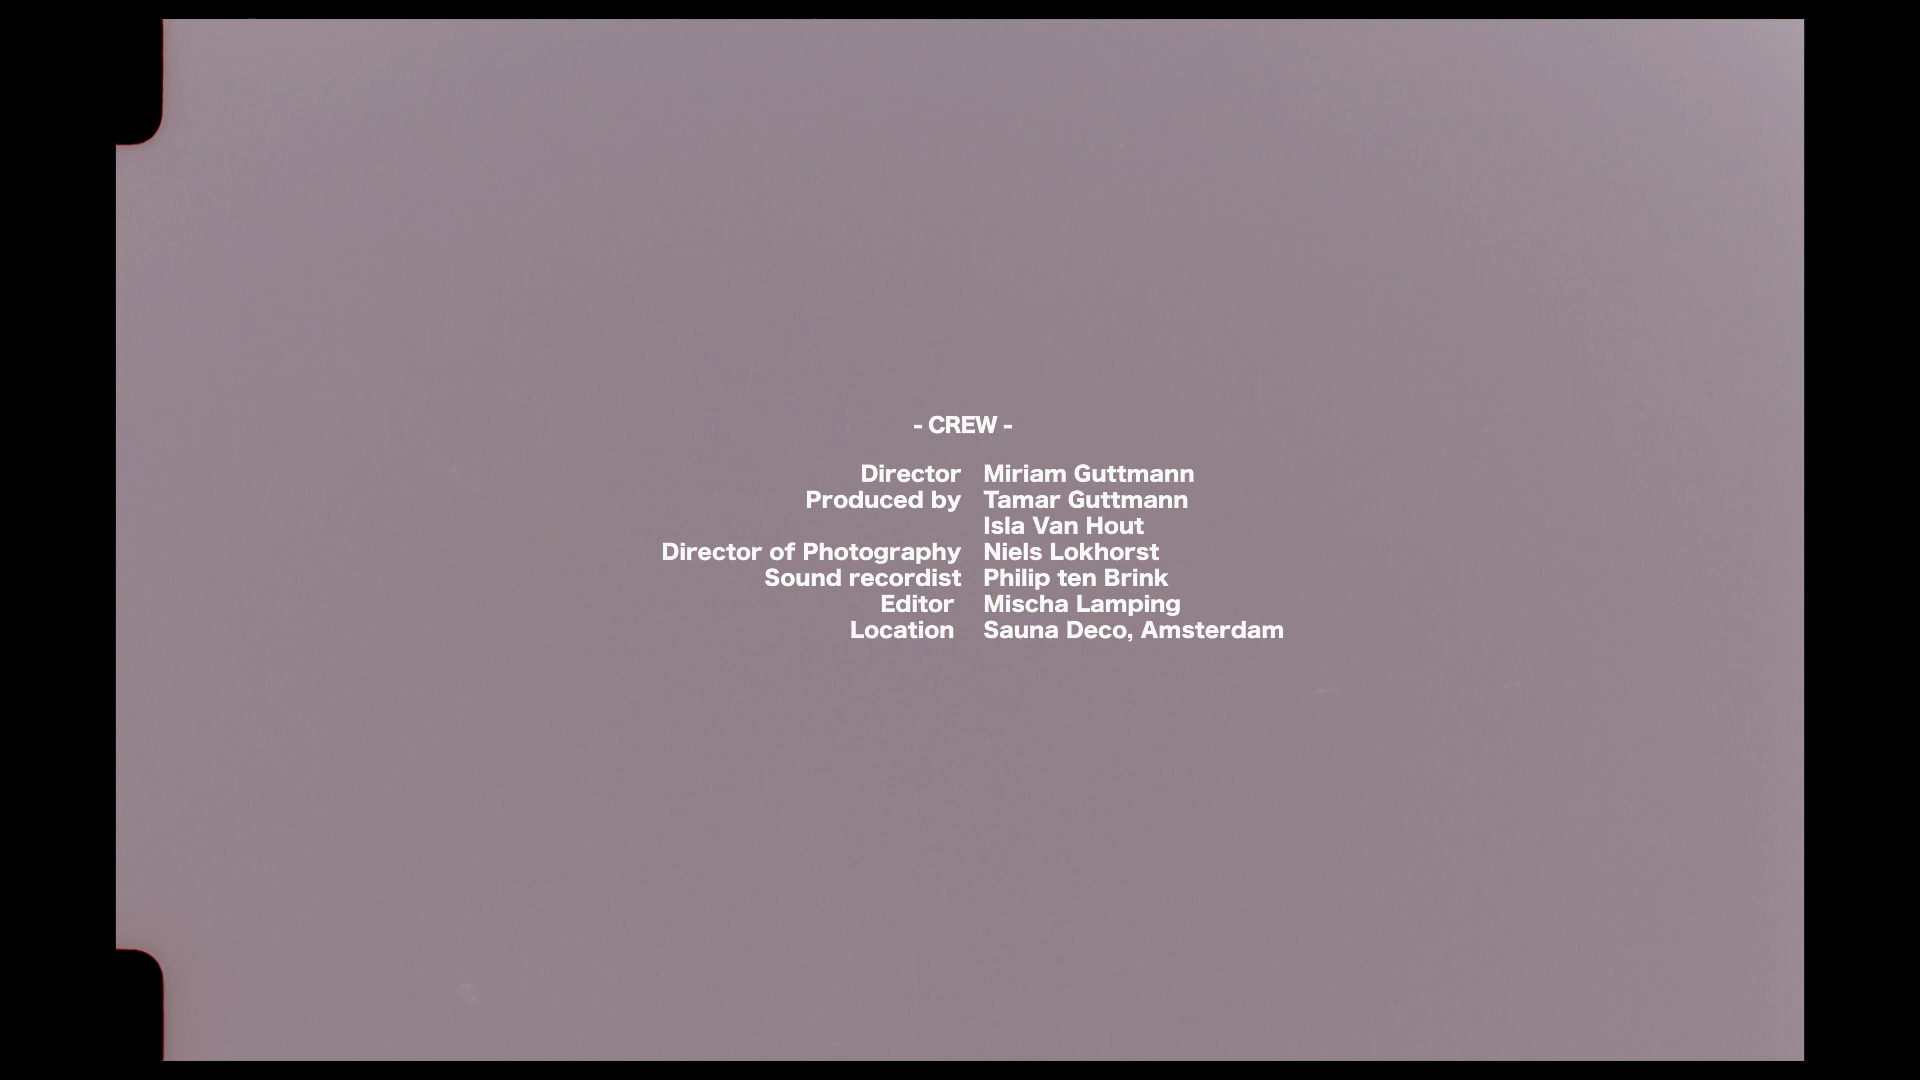 - CREW -
Director Miriam Guttmann
Produced by Tamar Guttmann
Isla Van Hout
Director of Photography Niels Lokhorst
Sound recordist Philip ten Brink
Editor Mischa Lamping
Location Sauna Deco, Amsterdam